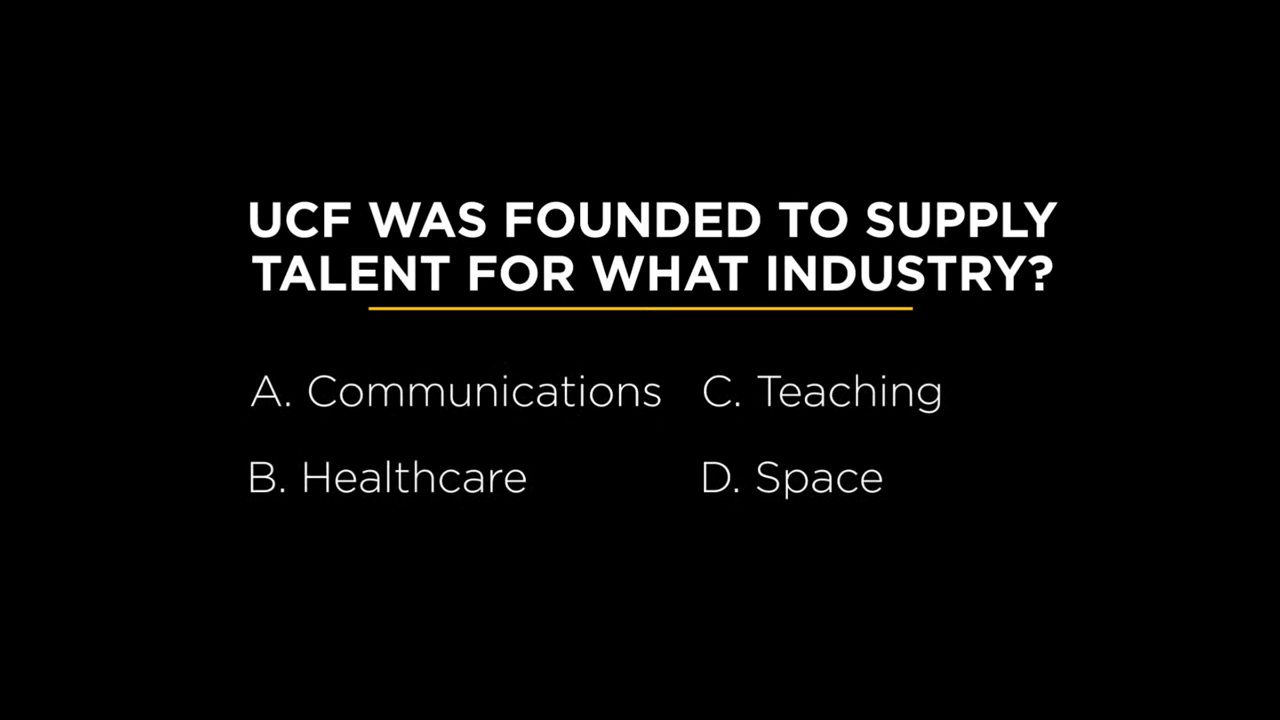 UCF WAS FOUNDED TO SUPPLY
TALENT FOR WHAT INDUSTRY?
A. Communications
B. Healthcare
C. Teaching
D. Space